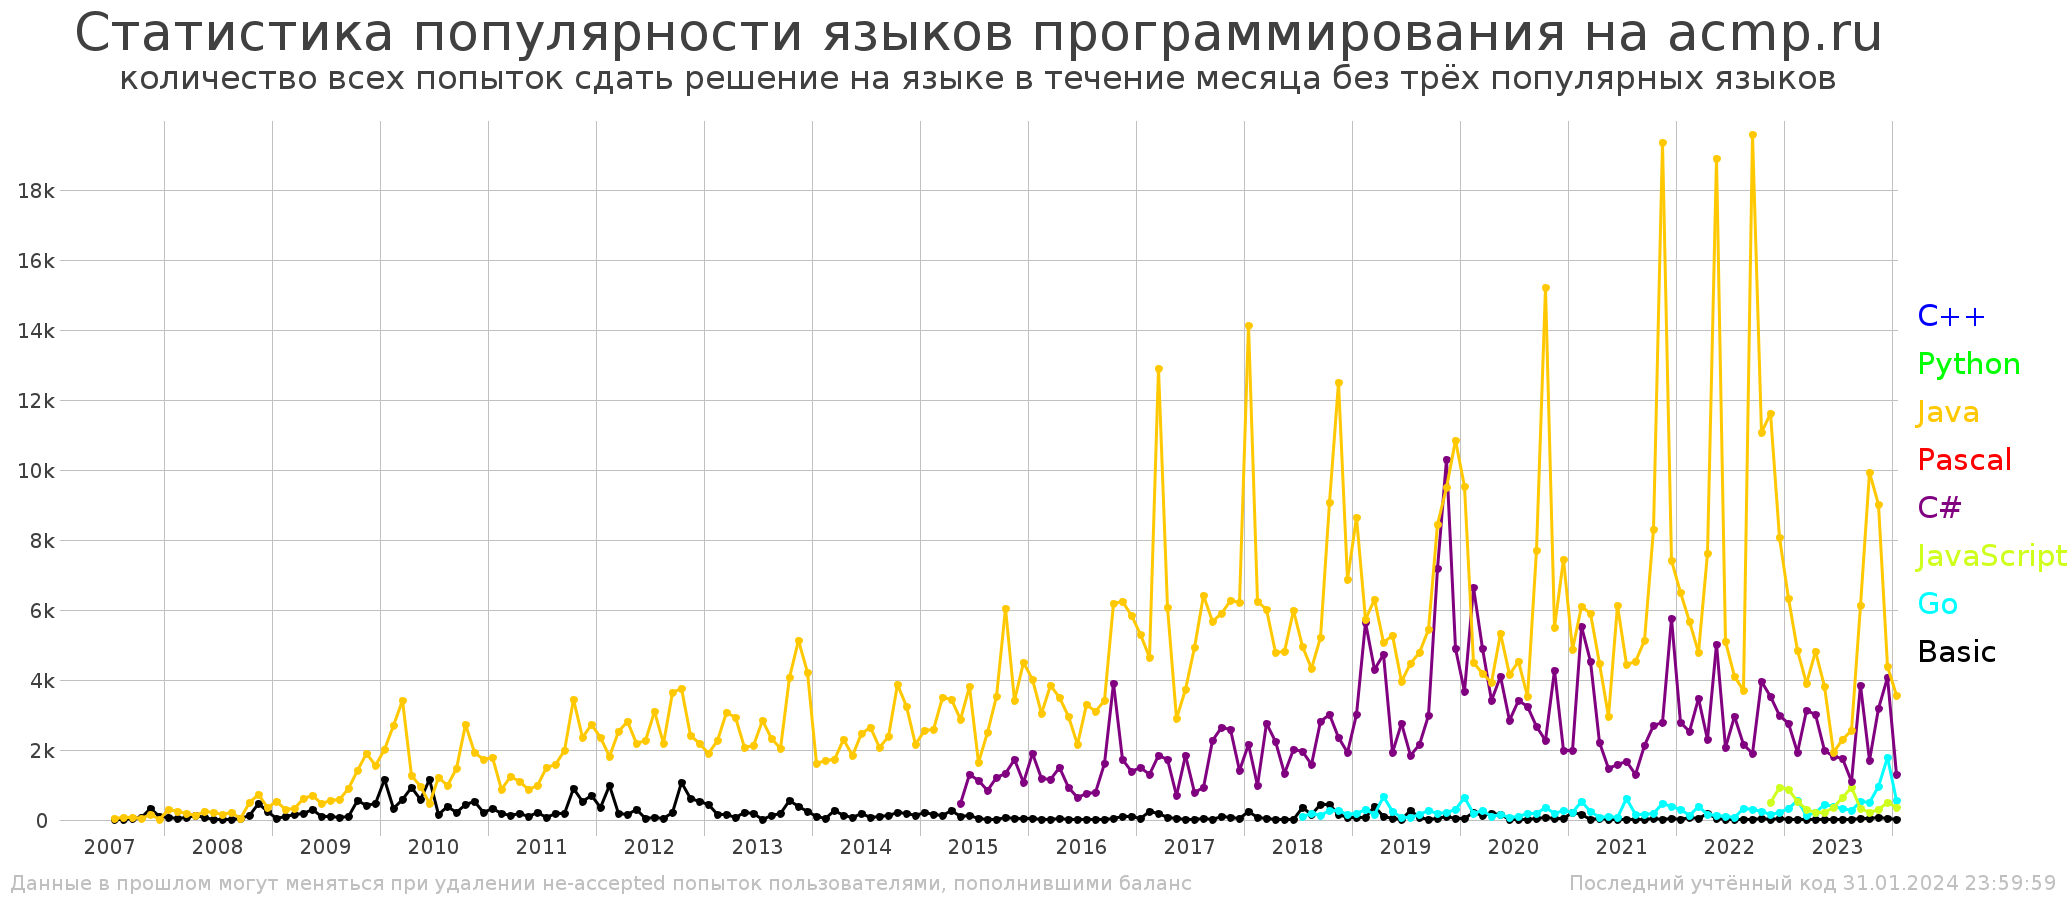 Статистика популярности языков программирования на acmp.ru
количество всех попыток сдать решение на языке в течение месяца без трёх популярных языков
18k
16k
14k
12k
10k
8k
6k
4k
2k
0
2007 2008 2009 2010 2011 2012 2013 2014 2015 2016 2017 2018 2019 2020 2021 2022 2023
C++
Python
Java
Pascal
C#
JavaScript
Go
Basic
Данные в прошлом могут меняться при удалении не-accepted попыток пользователями, пополнившими баланс
Последний учтённый код 31.01.2024 23:59:59